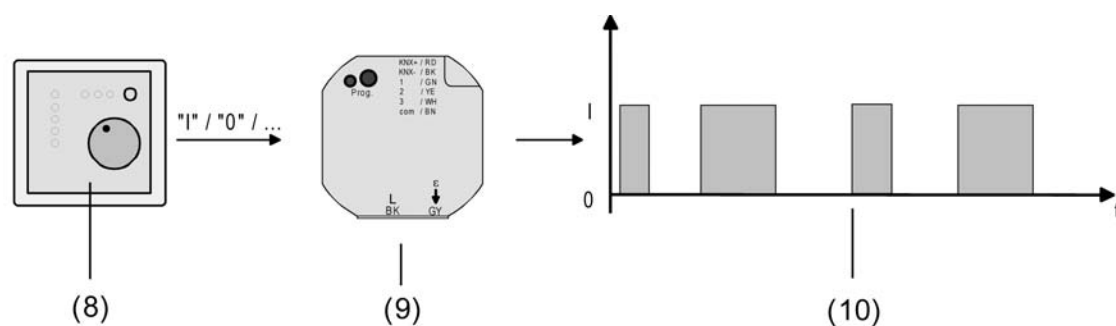 "I" / "0" / ...
KNX+ / RD
KNX- / BK
1 / GN
2 / YE
3 / WH
com / BN
Prog.
L
BK
ε
GY
I
0
t
(8)
(9)
(10)